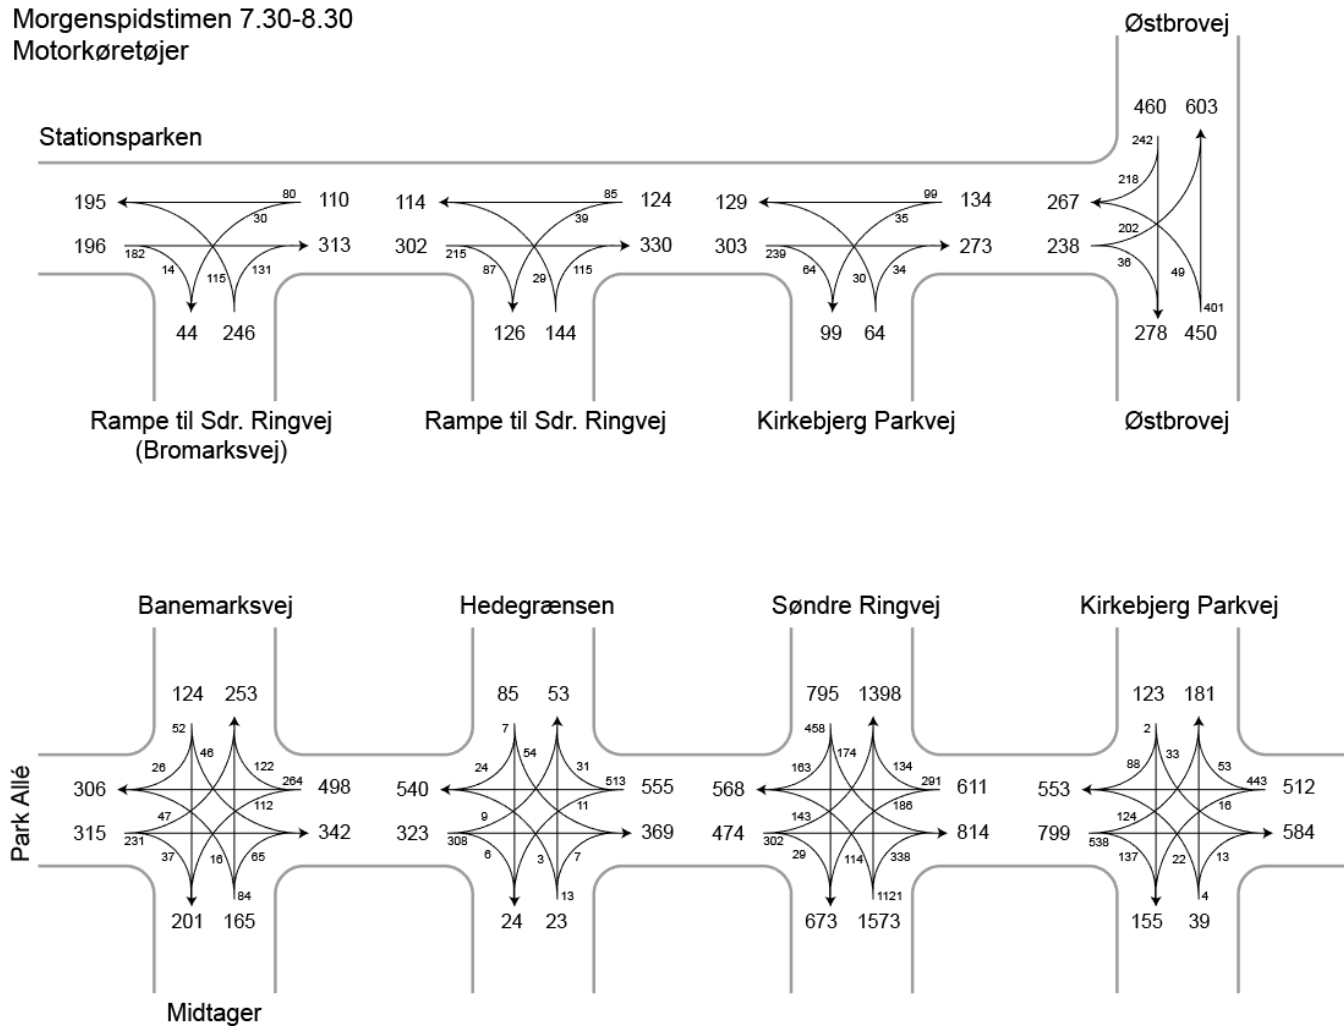 Morgenspidstimen 7.30-8.30
Motorkøretøjer
Østbrovej
460 603
242
218
Stationsparken
195 80 110
30
196 182 313
14 115 131
44 246
114 85 124
39
302 215 330
87 29 115
126 144
129 99 134
35
303 239 273
64 30 34
99 64
267
202
238
36 49
401
278 450
Rampe til Sdr. Ringvej
(Bromarksvej)
Rampe til Sdr. Ringvej
Kirkebjerg Parkvej
Østbrovej
Park Allé
Banemarksvej
124 253
52
26 46 122
306 264 498
112
47
315 231 342
37 16 65
84
201 165
Midtager
Hedegrænsen
85 53
7
24 54 31
540 513 555
11
9
323 308 369
6 3 7
13
24 23
Søndre Ringvej
795 1398
458
163 174 134
568 291 611
186
143
474 302 814
29 114 338
1121
673 1573
Kirkebjerg Parkvej
123 181
2
88 33 53
553 443 512
16
124
799 538 584
137 22 13
4
155 39